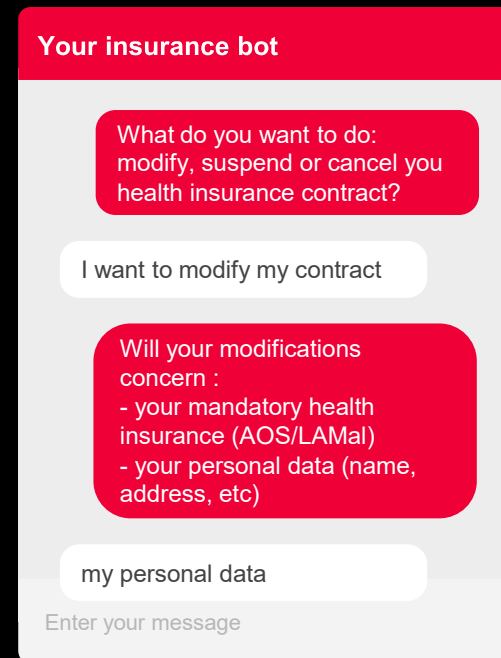 Your insurance bot
What do you want to do:
modify, suspend or cancel you
health insurance contract?
I want to modify my contract
Will your modifications
concern :
- your mandatory health
insurance (AOS/LAMal)
- your personal data (name,
address, etc)
my personal data
Enter your message